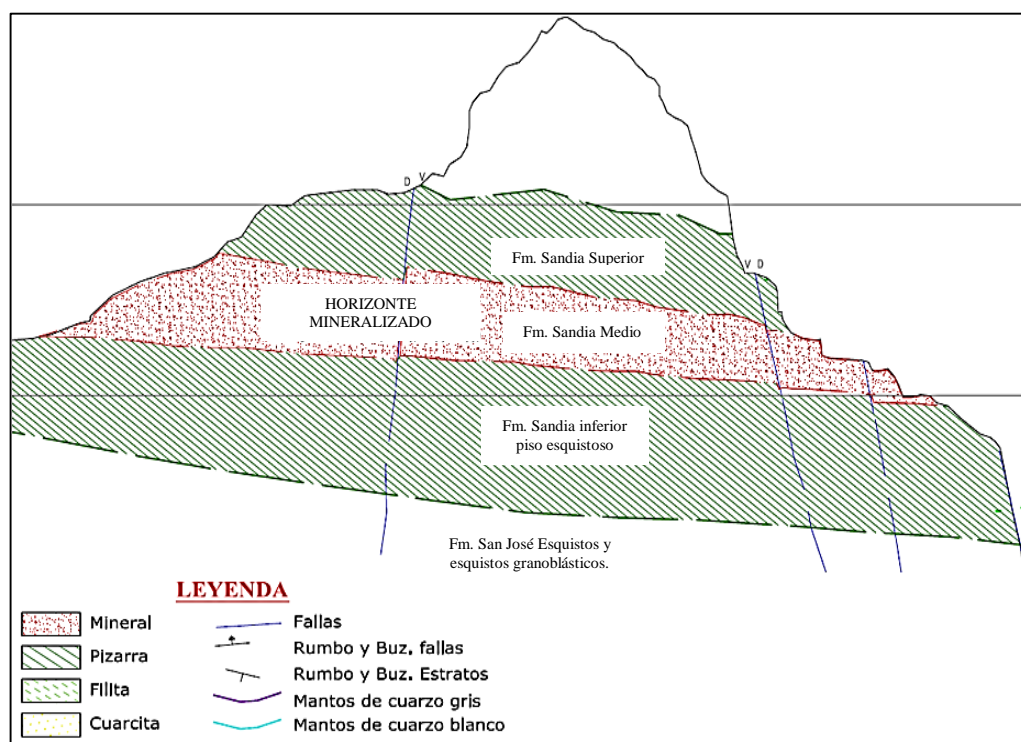 D V
Fm. Sandia Superior
V D
HORIZONTE
MINERALIZADO
Fm. Sandia Medio
Fm. Sandia inferior
piso esquistoso
Fm. San José Esquistos y
esquistos granoblásticos.
LEYENDA
Mineral
Pizarra
Filita
Cuarcita
Fallas
Rumbo y Buz. fallas
Rumbo y Buz. Estratos
Mantos de cuarzo gris
Mantos de cuarzo blanco